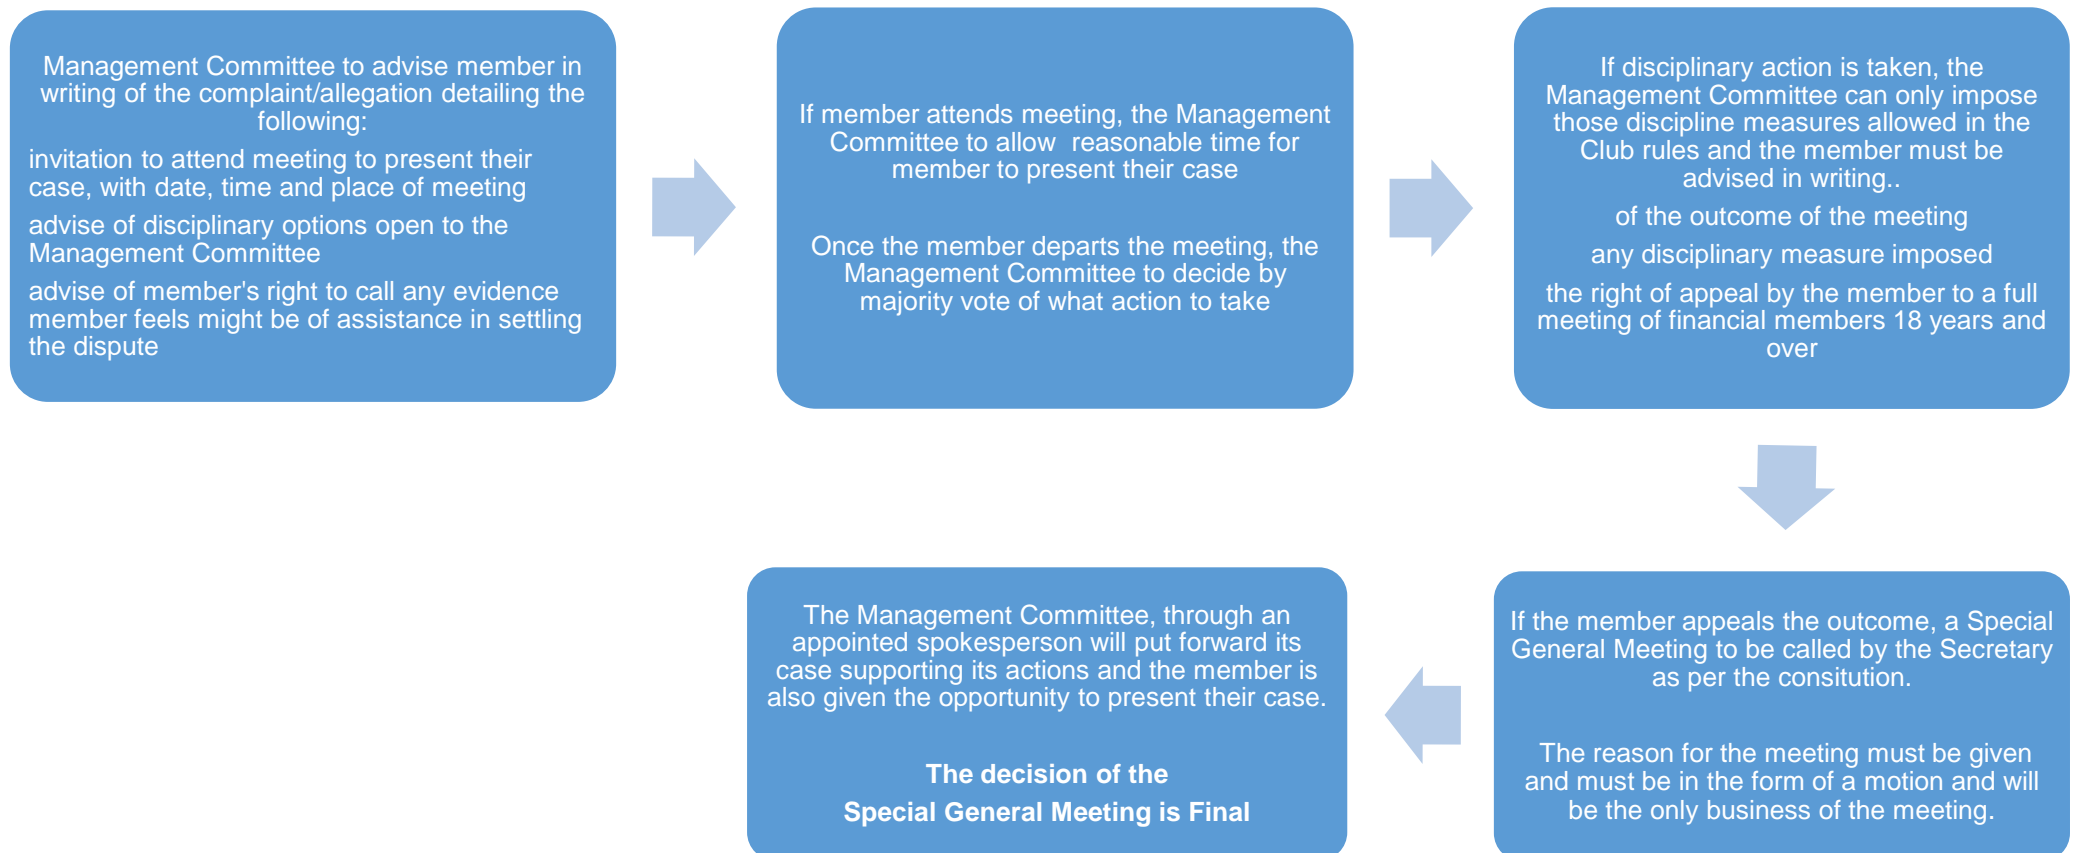 Management Committee to advise member in
writing of the complaint/allegation detailing the
following:
invitation to attend meeting to present their
case, with date, time and place of meeting
advise of disciplinary options open to the
Management Committee
advise of member's right to call any evidence
member feels might be of assistance in settling
the dispute
If member attends meeting, the Management
Committee to allow reasonable time for
member to present their case
Once the member departs the meeting, the
Management Committee to decide by
majority vote of what action to take
If disciplinary action is taken, the
Management Committee can only impose
those discipline measures allowed in the
Club rules and the member must be
advised in writing..
of the outcome of the meeting
any disciplinary measure imposed
the right of appeal by the member to a full
meeting of financial members 18 years and
over
If the member appeals the outcome, a Special
General Meeting to be called by the Secretary
as per the consitution.
The reason for the meeting must be given
and must be in the form of a motion and will
be the only business of the meeting.
The Management Committee, through an
appointed spokesperson will put forward its
case supporting its actions and the member is
also given the opportunity to present their case.
The decision of the
Special General Meeting is Final